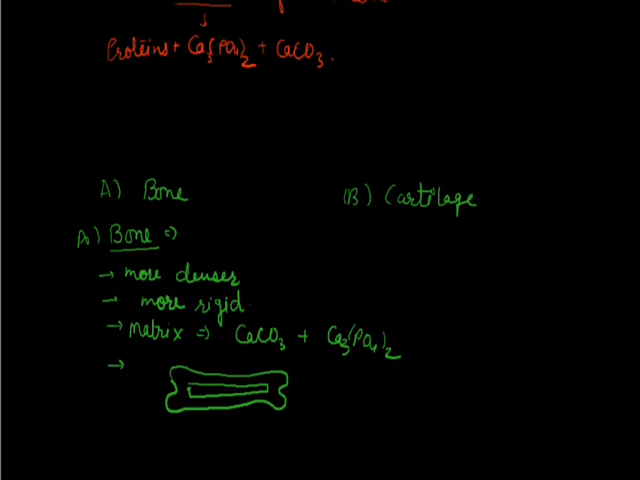 Proteins + Ca3(PO4)2 + CaCO3.
A) Bone (B) Cartilage
A) Bone ⇒
→ more denser
→ more rigid.
→ Matrix ⇒ CaCO3 + Ca3(PO4)2
→